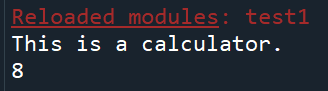 Reloaded modules: test1
This is a calculator.
8